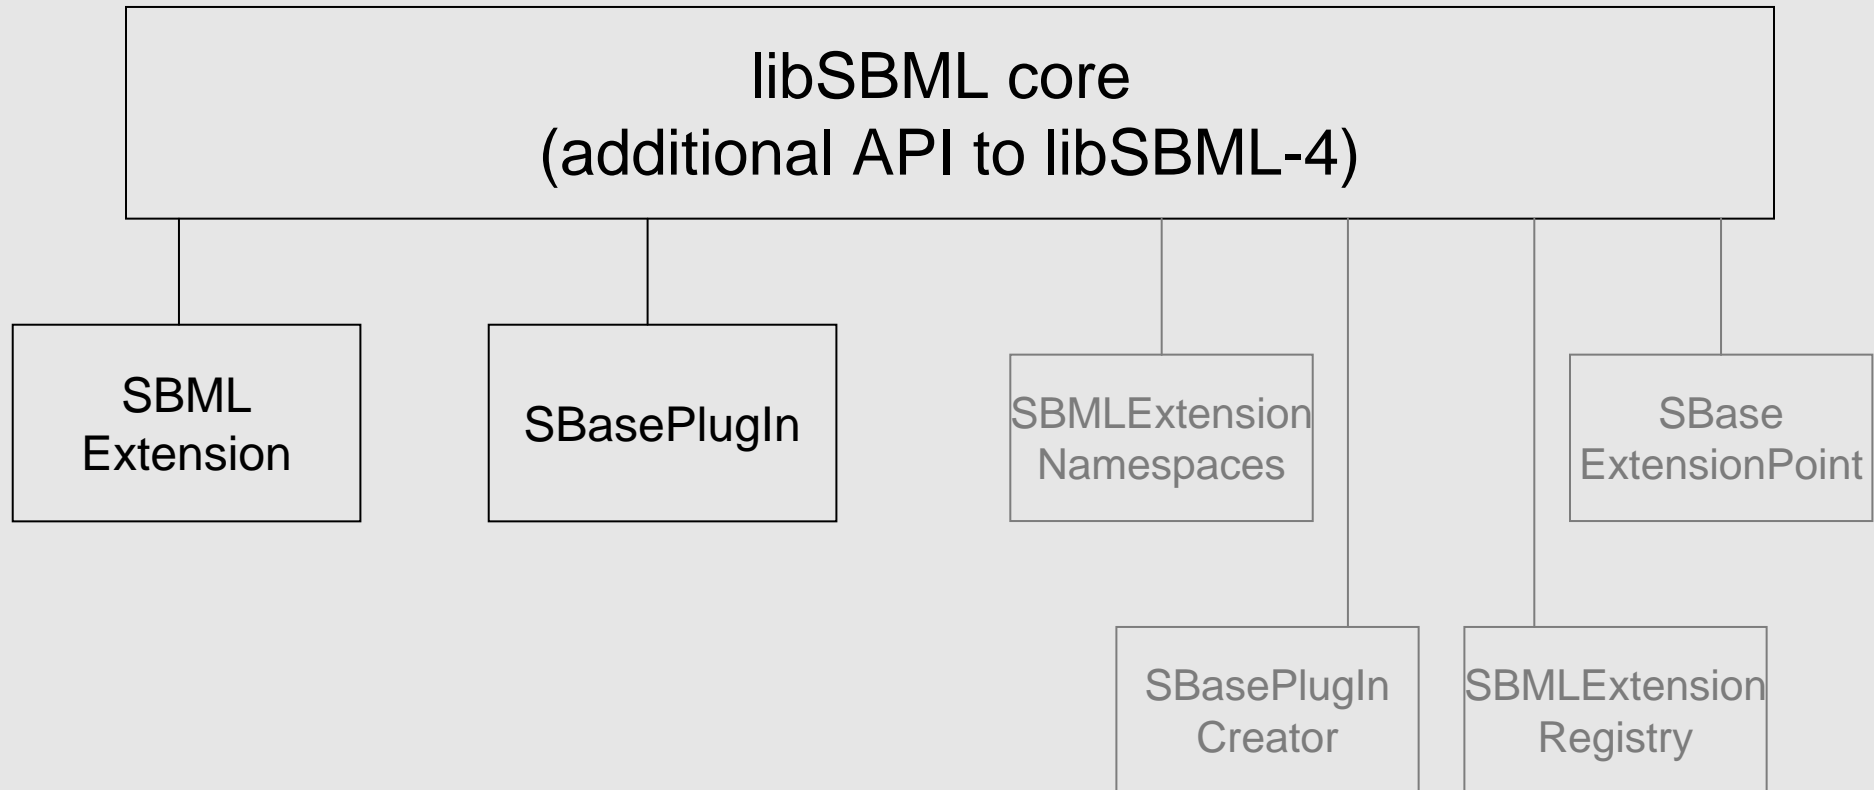 libSBML core
(additional API to libSBML-4)
SBML
Extension
SBasePlugIn
SBMLExtension
Namespaces
SBase
ExtensionPoint
SBasePlugIn
Creator
SBMLExtension
Registry